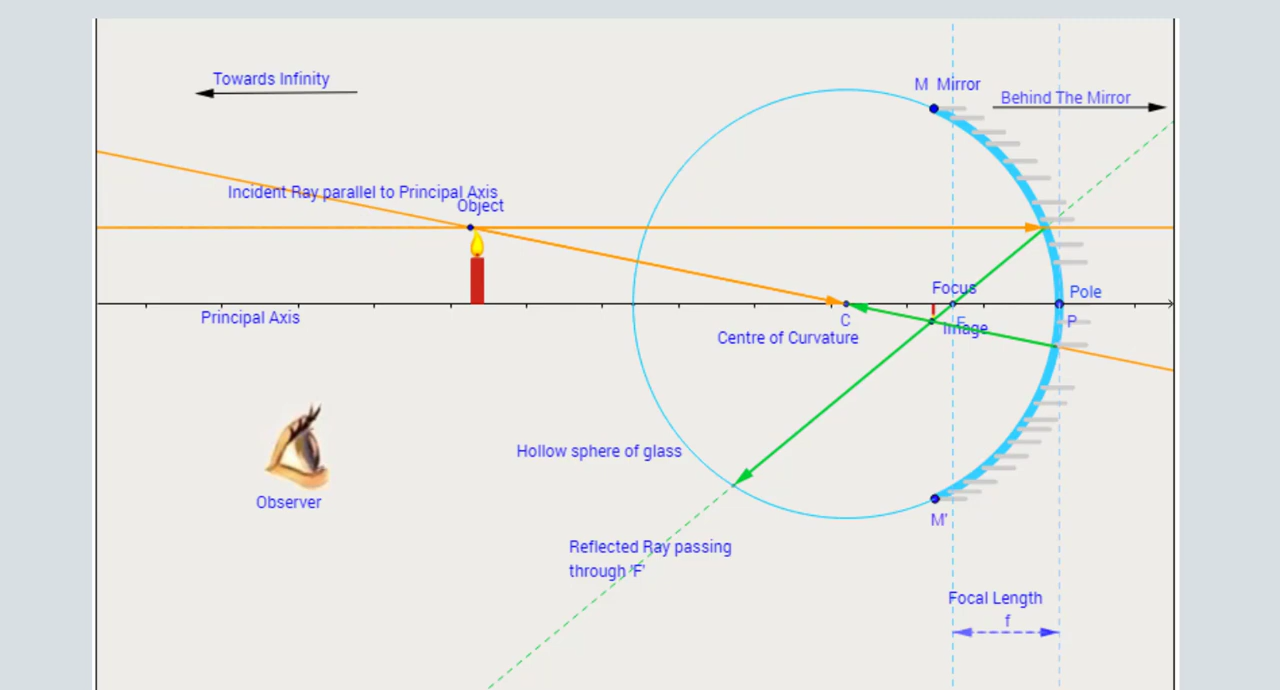 Towards Infinity
M Mirror
Behind The Mirror
Incident Ray parallel to Principal Axis
Object
Focus
Pole
Principal Axis
C
F
P
Image
Centre of Curvature
Hollow sphere of glass
Observer
M'
Reflected Ray passing
through 'F'
Focal Length
f